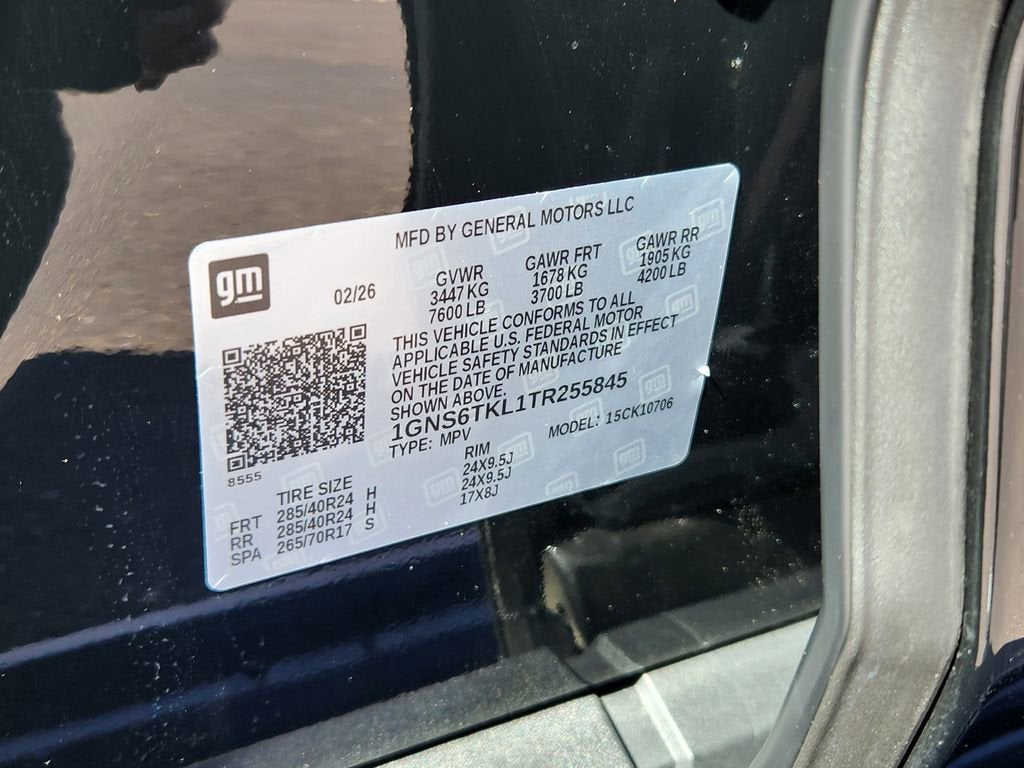 gm
MFD BY GENERAL MOTORS LLC
02/26
GVWR
3447 KG
7600 LB
GAWR FRT
1678 KG
3700 LB
GAWR RR
1905 KG
4200 LB
THIS VEHICLE CONFORMS TO ALL
APPLICABLE U.S. FEDERAL MOTOR
VEHICLE SAFETY STANDARDS IN EFFECT
ON THE DATE OF MANUFACTURE
SHOWN ABOVE.
1GNS6TKL1TR255845
TYPE: MPV
MODEL: 15CK10706
8555
TIRE SIZE
RIM
FRT 285/40R24 H 24X9.5J
RR 285/40R24 H 24X9.5J
SPA 265/70R17 S 17X8J